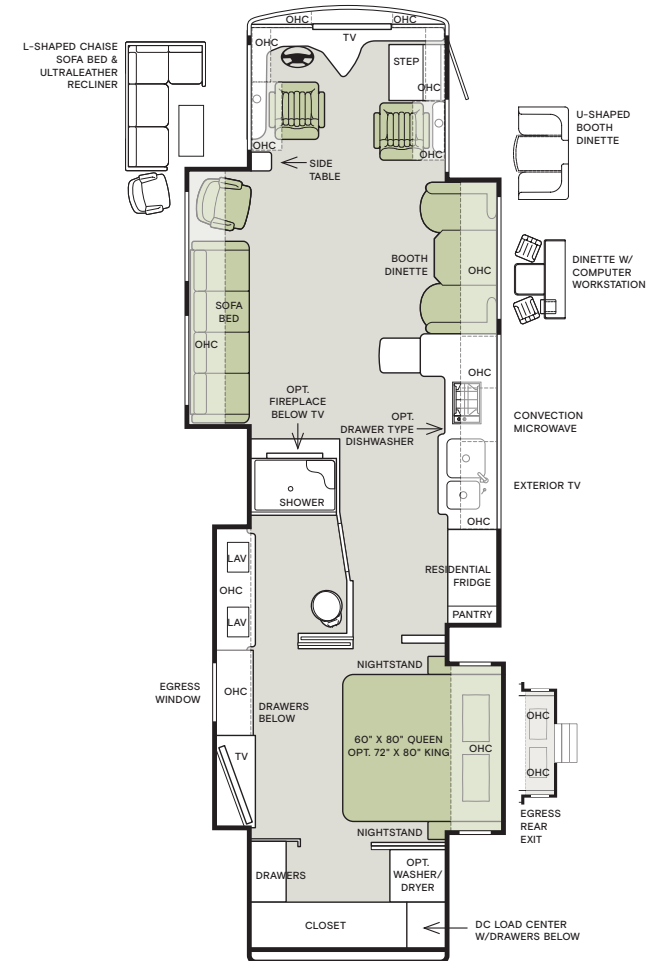 OHC
OHC
TV
OHC
L-SHAPED CHAISE
SOFA BED &
ULTRALEATHER
RECLINER
STEP
OHC
U-SHAPED
BOOTH
DINETTE
OHC
OHC
SIDE
TABLE
BOOTH
DINETTE
OHC
DINETTE W/
COMPUTER
WORKSTATION
SOFA
BED
OHC
OHC
OPT.
FIREPLACE
BELOW TV
OPT.
DRAWER TYPE
DISHWASHER
CONVECTION
MICROWAVE
EXTERIOR TV
SHOWER
OHC
LAV
OHC
LAV
RESIDENTIAL
FRIDGE
PANTRY
NIGHTSTAND
EGRESS
WINDOW
OHC
DRAWERS
BELOW
60" X 80" QUEEN
OPT. 72" X 80" KING
OHC
TV
OHC
OHC
EGRESS
REAR
EXIT
NIGHTSTAND
DRAWERS
OPT.
WASHER/
DRYER
CLOSET
DC LOAD CENTER
W/DRAWERS BELOW